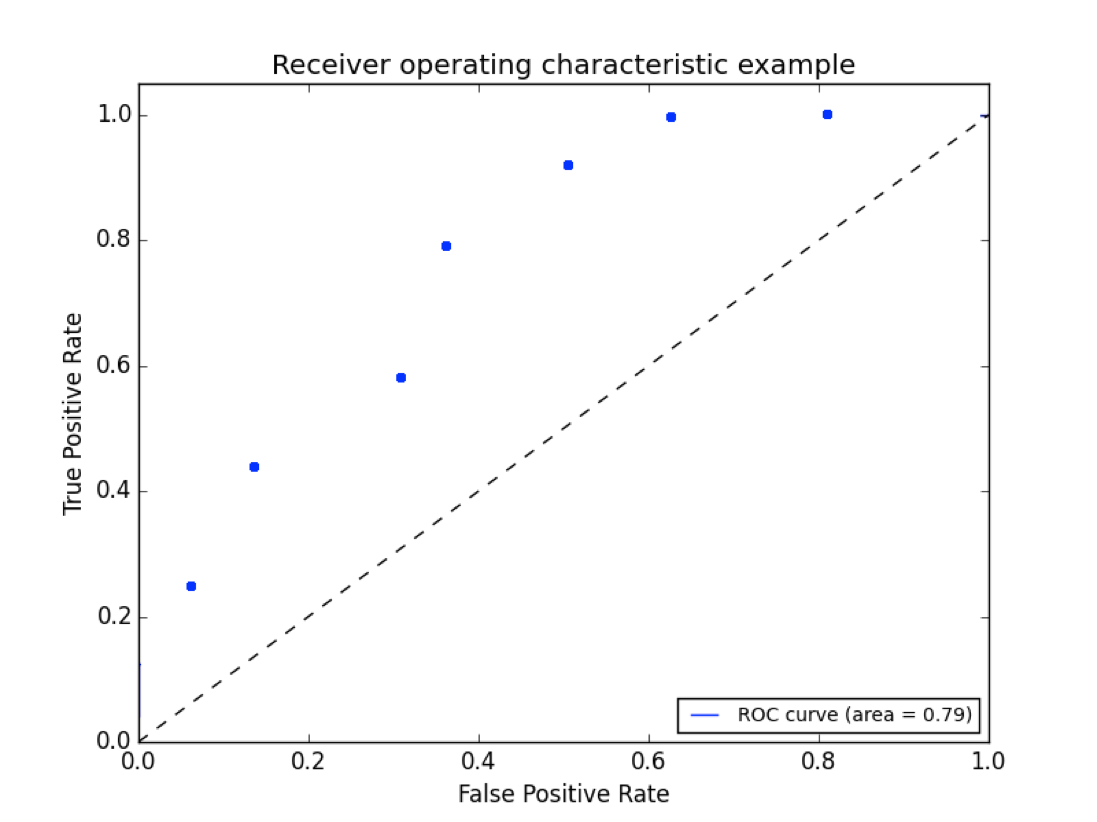 Receiver operating characteristic example
1.0
0.8
0.6
0.4
0.2
0.0
True Positive Rate
ROC curve (area = 0.79)
0.0 0.2 0.4 0.6 0.8 1.0
False Positive Rate